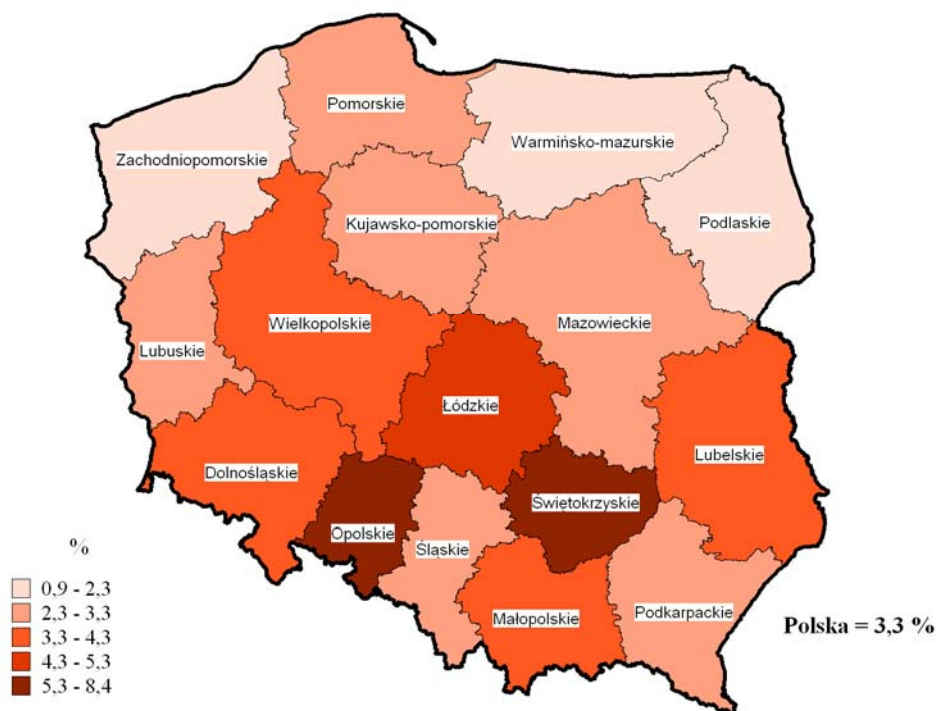 Pomorskie
Warmińsko-mazurskie
Zachodniopomorskie
Kujawsko-pomorskie
Podlaskie
Wielkopolskie
Mazowieckie
Lubuskie
Łódzkie
Lubelskie
Dolnośląskie
Świętokrzyskie
Opolskie
Śląskie
Małopolskie
Podkarpackie
%
0,9 - 2,3
2,3 - 3,3
3,3 - 4,3
4,3 - 5,3
5,3 - 8,4
Polska = 3,3 %